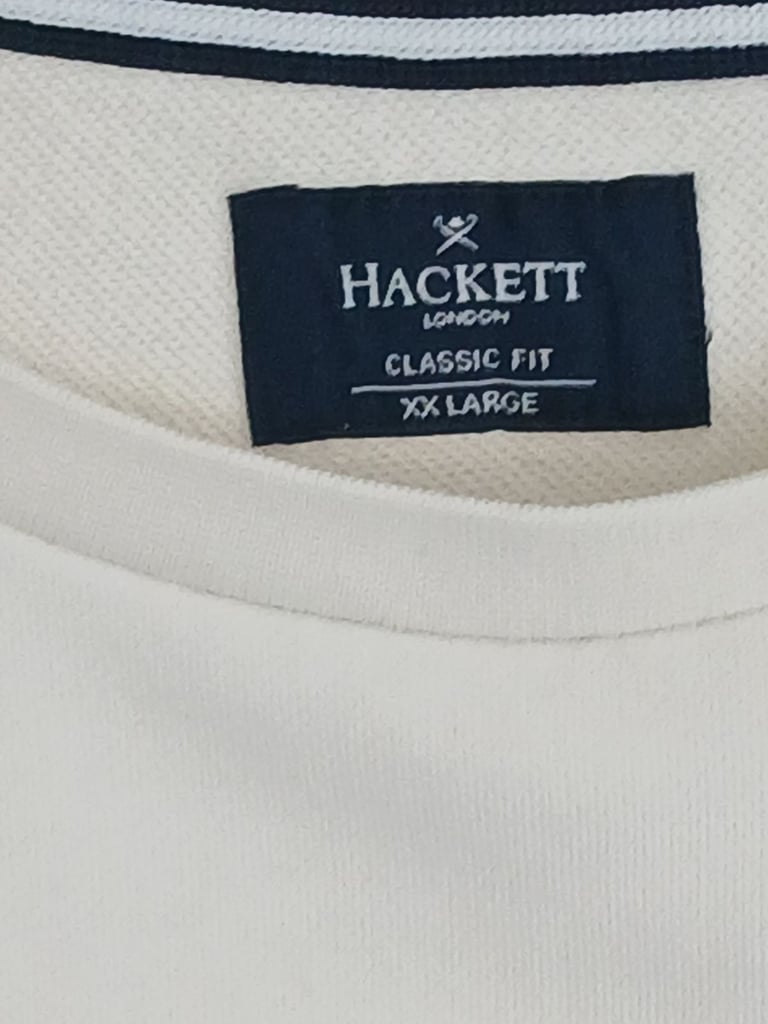 HACKETT
LONDON
CLASSIC FIT
XX LARGE